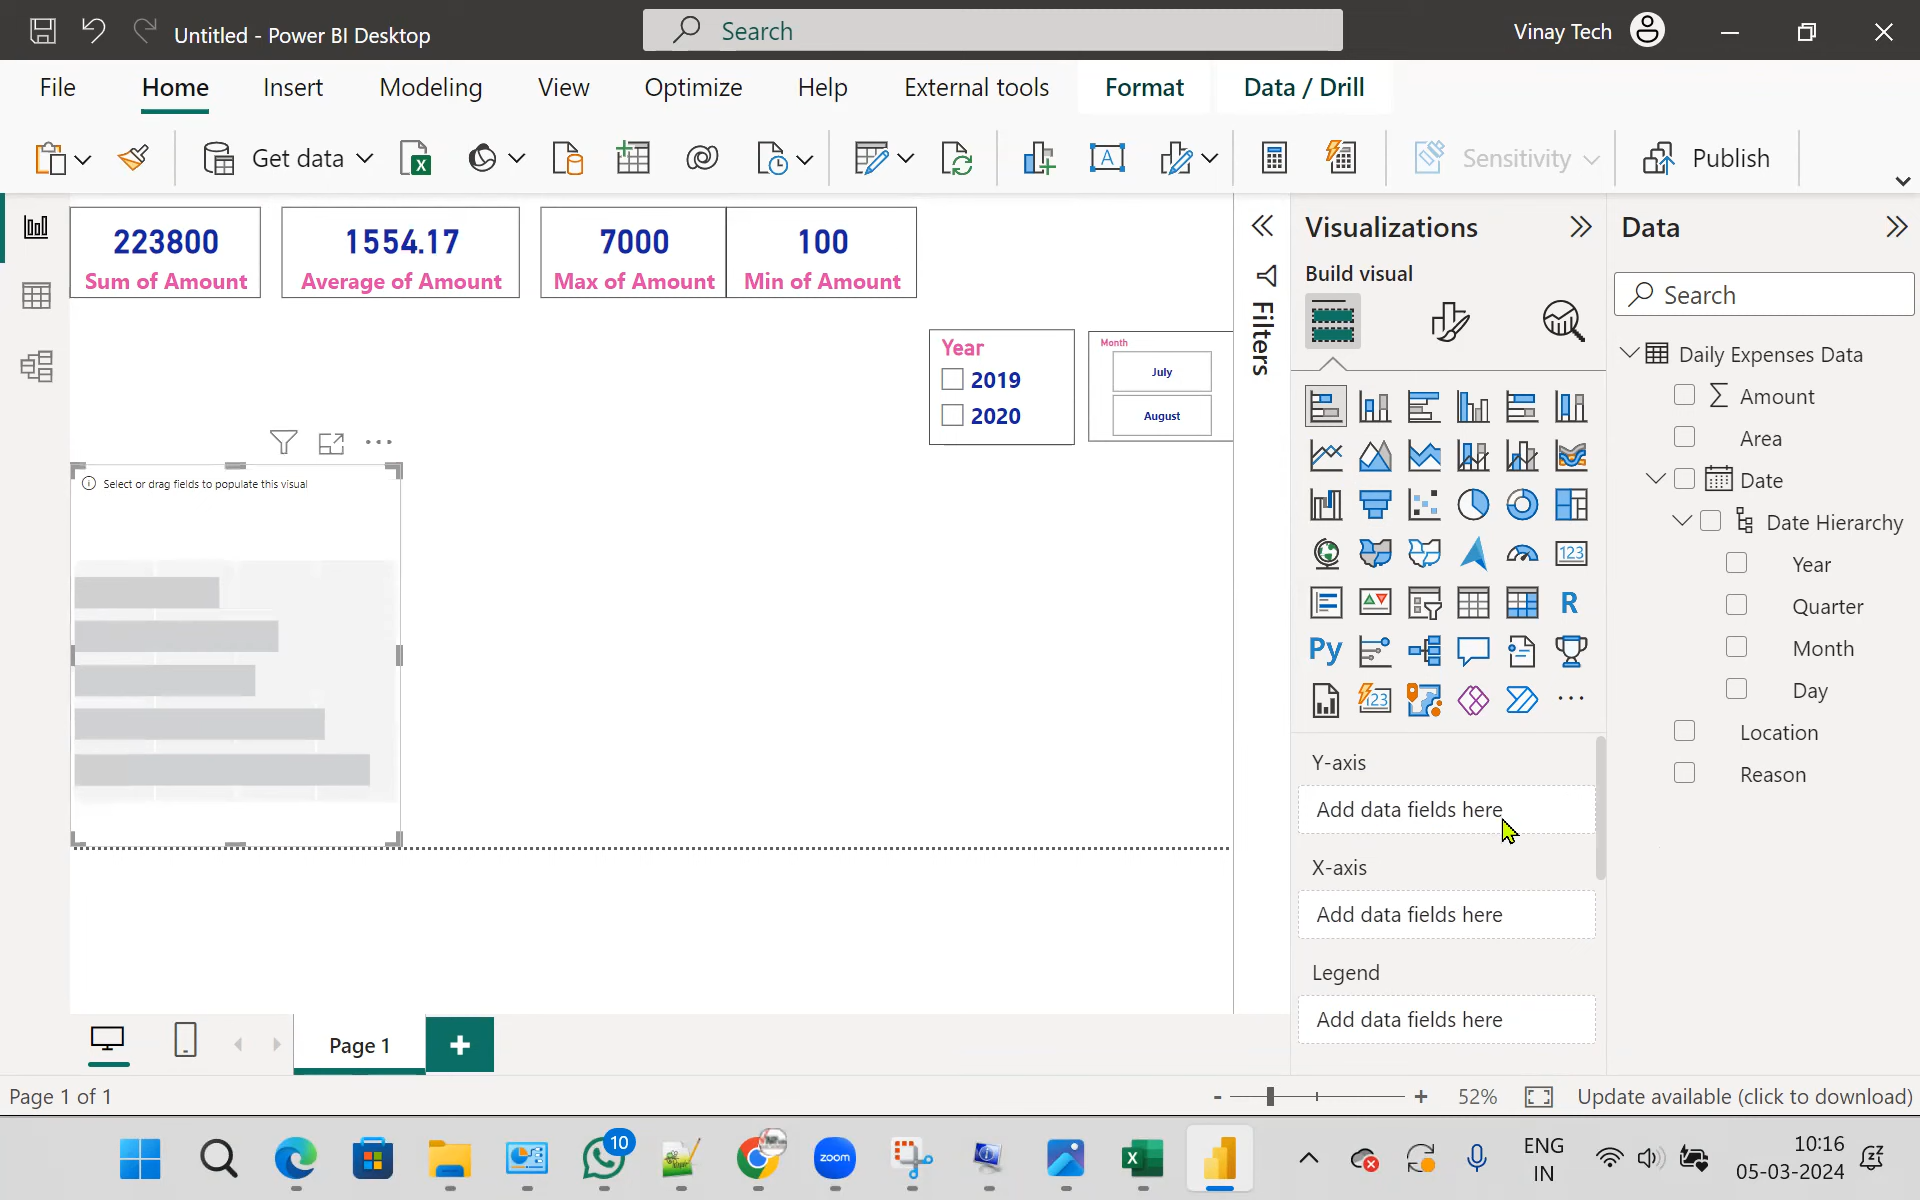 Untitled - Power BI Desktop
Search
Vinay Tech
File
Home
Insert
Modeling
View
Optimize
Help
External tools
Format
Data / Drill
Get data
Sensitivity
Publish
223800
Sum of Amount
1554.17
Average of Amount
7000
Max of Amount
100
Min of Amount
Year
2019
2020
Month
July
August
Select or drag fields to populate this visual
Filters
Visualizations
Build visual
123
R
Py
123
Y-axis
Add data fields here
X-axis
Add data fields here
Legend
Add data fields here
Data
Search
Daily Expenses Data
Amount
Area
Date
Date Hierarchy
Year
Quarter
Month
Day
Location
Reason
Page 1
Page 1 of 1
52%
Update available (click to download)
10
zoom
ENG
IN
10:16
05-03-2024